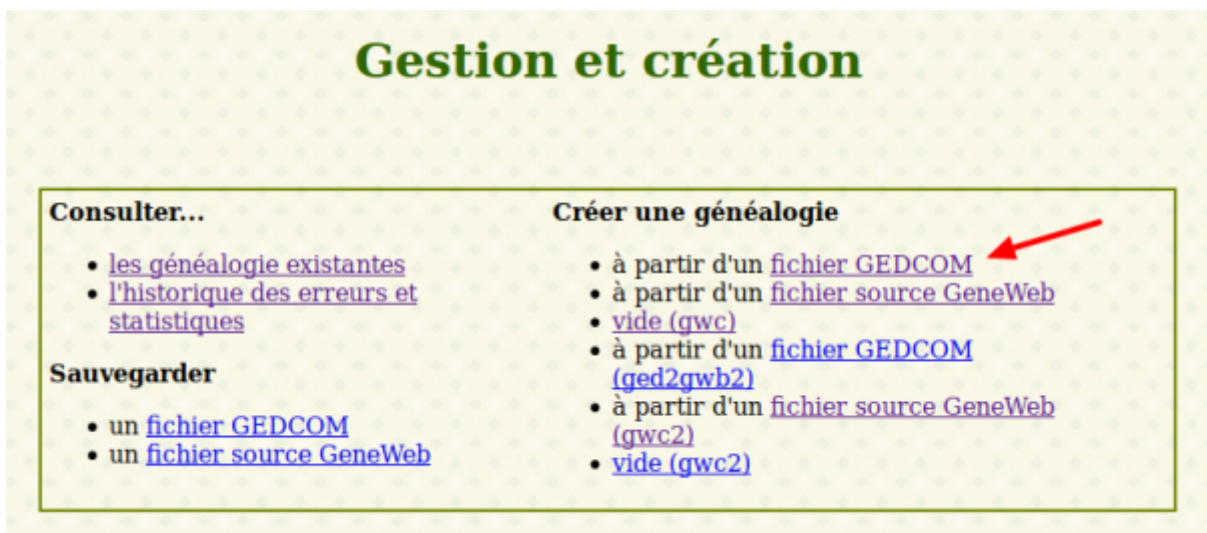 Gestion et création
Consulter...
les généalogie existantes
l'historique des erreurs et
statistiques
Sauvegarder
un fichier GEDCOM
un fichier source GeneWeb
Créer une généalogie
à partir d'un fichier GEDCOM
à partir d'un fichier source GeneWeb
vide (gwc)
à partir d'un fichier GEDCOM
(ged2gwb2)
à partir d'un fichier source GeneWeb
(gwc2)
vide (gwc2)